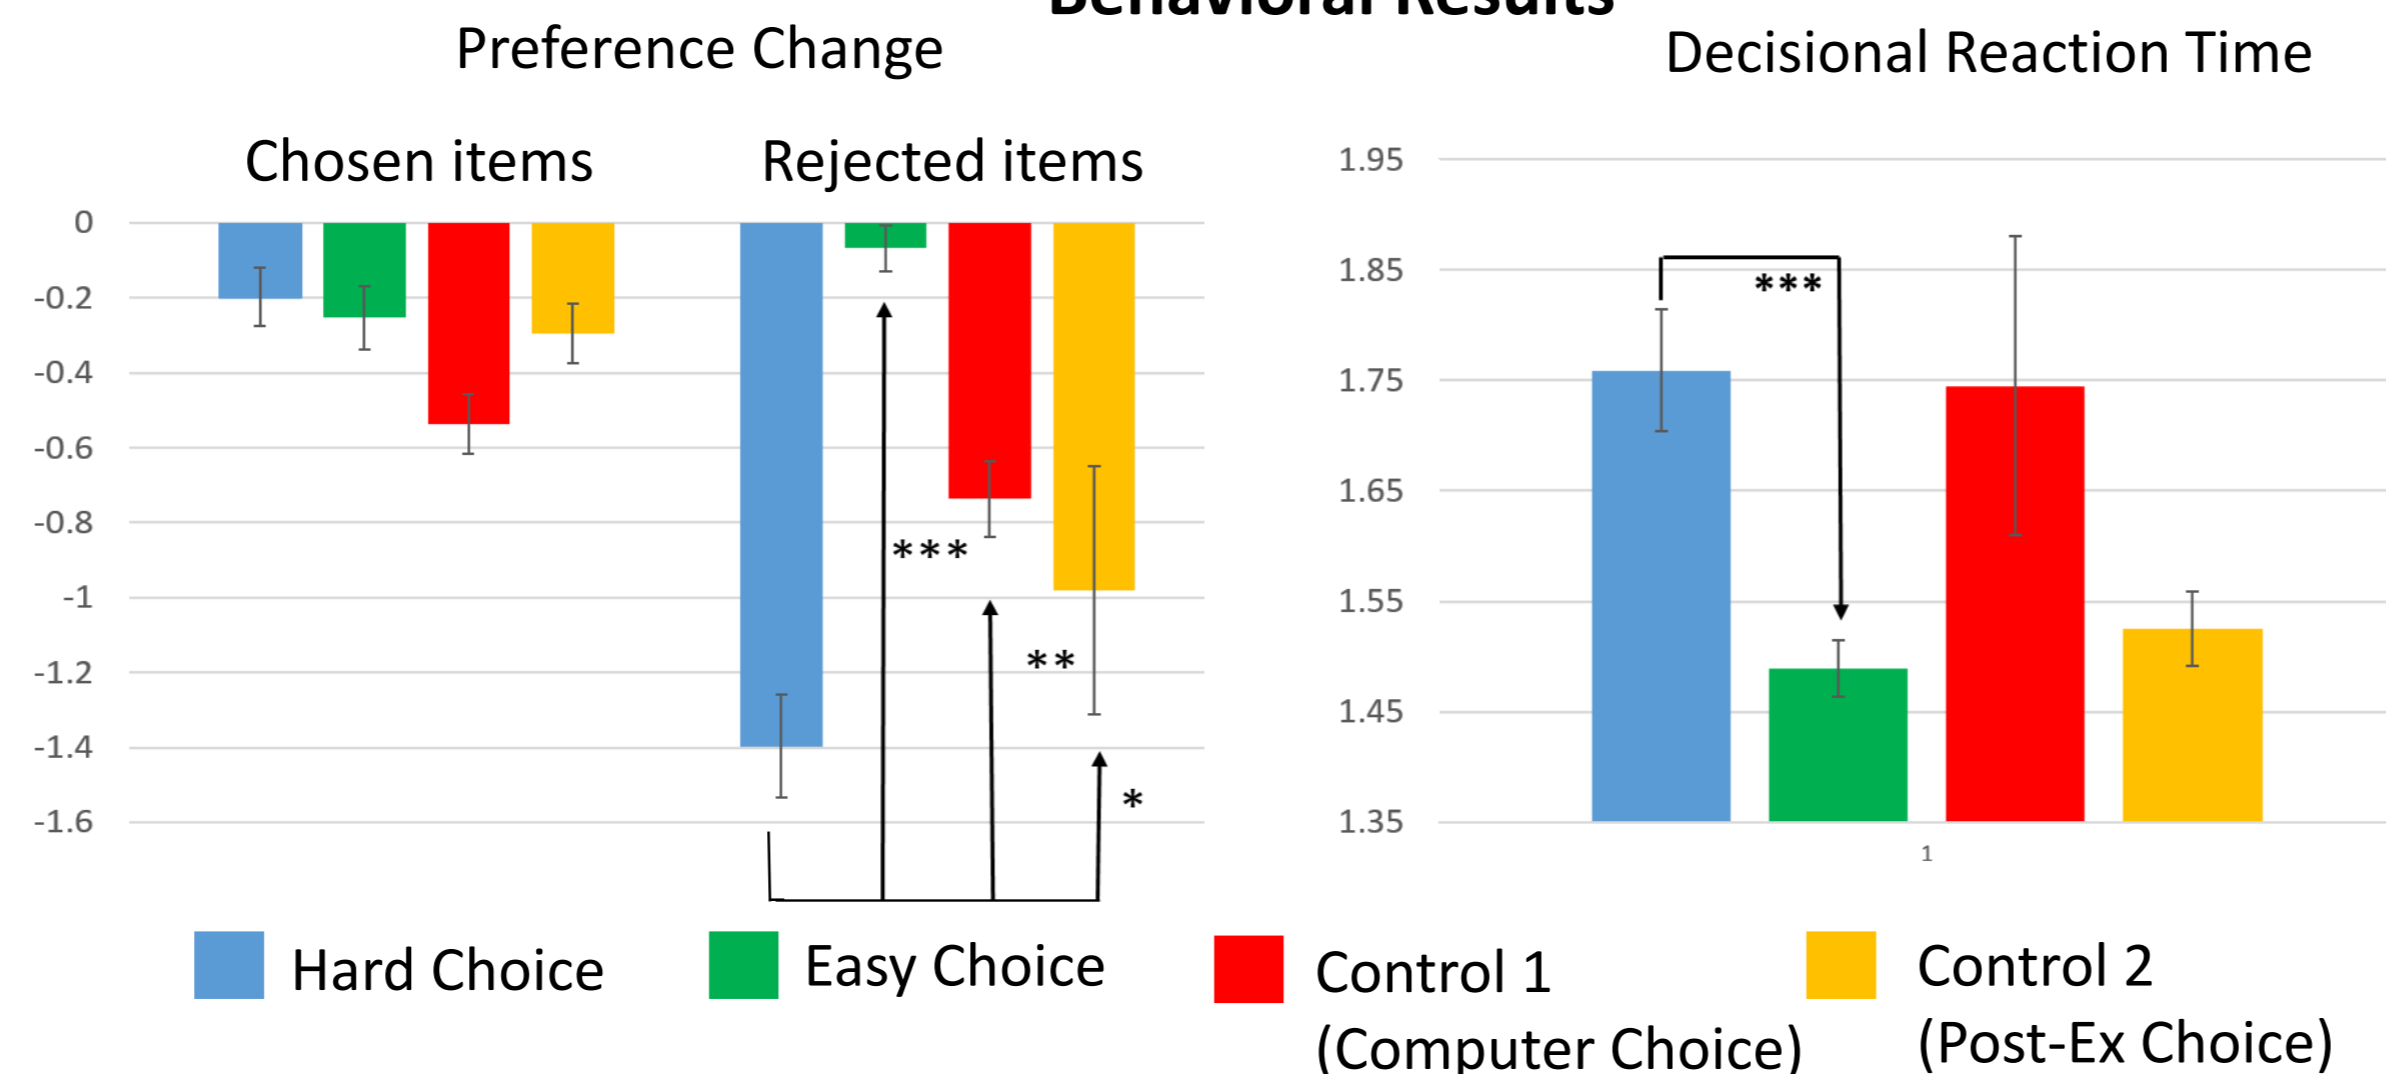 Behavioral Results
Preference Change
Decisional Reaction Time
Chosen items
Rejected items
0
-0.2
-0.4
-0.6
-0.8
-1
-1.2
-1.4
-1.6
***
**
*
1.95
1.85
1.75
1.65
1.55
1.45
1.35
***
1
Hard Choice
Easy Choice
Control 1
(Computer Choice)
Control 2
(Post-Ex Choice)